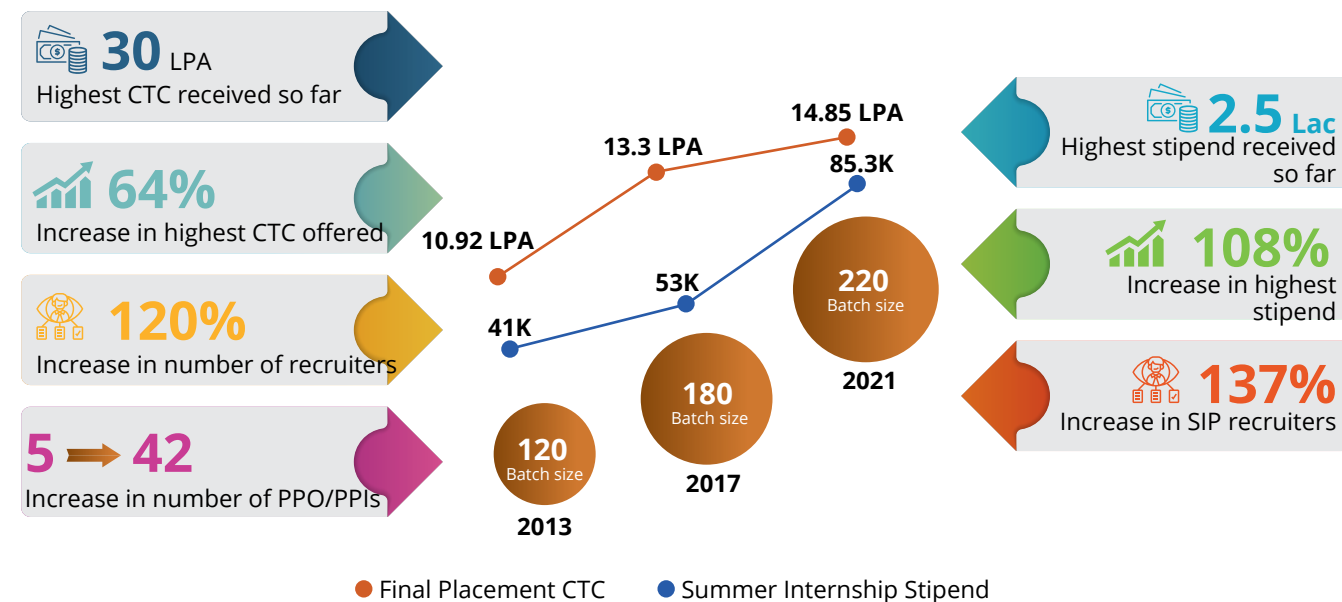 30 LPA
Highest CTC received so far
64%
Increase in highest CTC offered
120%
Increase in number of recruiters
5 42
Increase in number of PPO/PPIs
14.85 LPA
13.3 LPA
85.3K
10.92 LPA
53K
41K
220
Batch size
2021
180
Batch size
2017
120
Batch size
2013
2.5 Lac
Highest stipend received
so far
108%
Increase in highest
stipend
137%
Increase in SIP recruiters
Final Placement CTC
Summer Internship Stipend